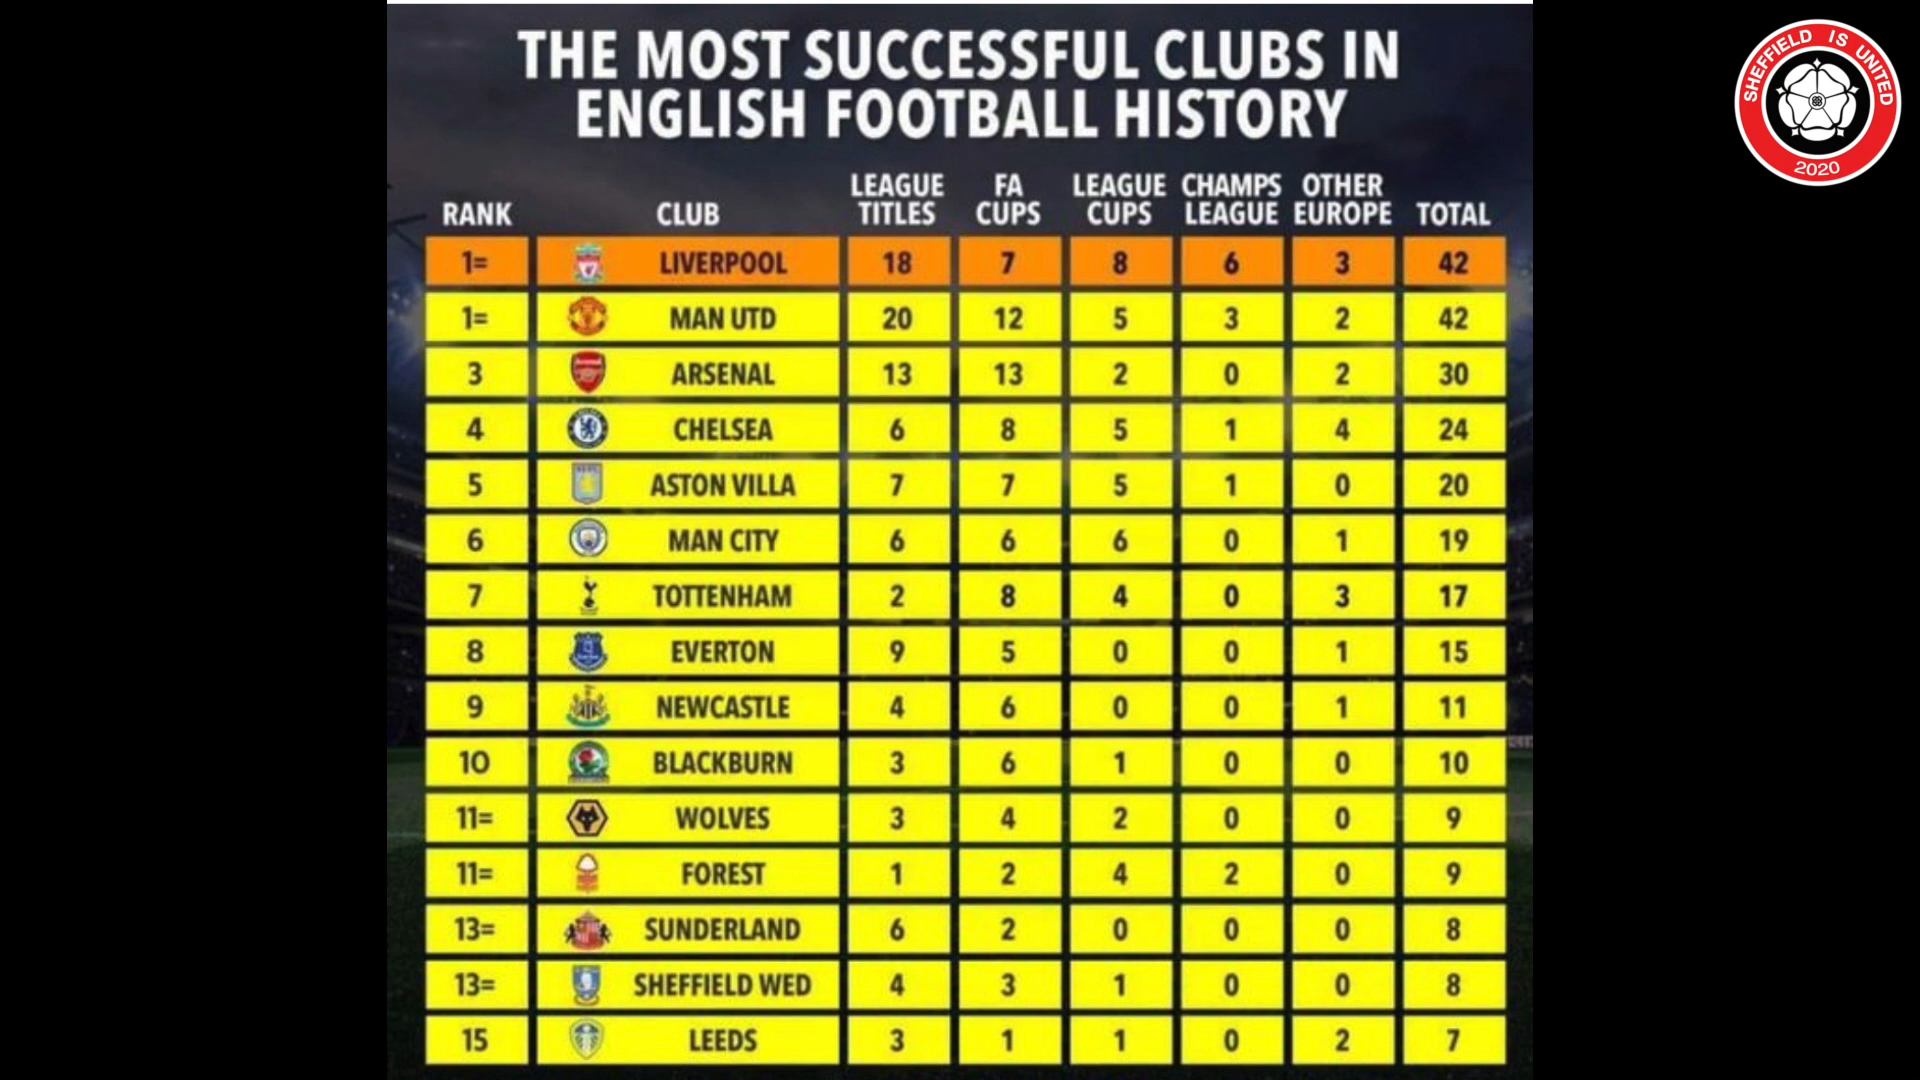 THE MOST SUCCESSFUL CLUBS IN
ENGLISH FOOTBALL HISTORY
SHEFFIELD IS UNITED
2020
RANK CLUB LEAGUE TITLES FA CUPS LEAGUE CUPS CHAMPS LEAGUE OTHER EUROPE TOTAL
1= LIVERPOOL 18 7 8 6 3 42
1= MAN UTD 20 12 5 3 2 42
3 ARSENAL 13 13 2 0 2 30
4 CHELSEA 6 8 5 1 4 24
5 ASTON VILLA 7 7 5 1 0 20
6 MAN CITY 6 6 6 0 1 19
7 TOTTENHAM 2 8 4 0 3 17
8 EVERTON 9 5 0 0 1 15
9 NEWCASTLE 4 6 0 0 1 11
10 BLACKBURN 3 6 1 0 0 10
11= WOLVES 3 4 2 0 0 9
11= FOREST 1 2 4 2 0 9
13= SUNDERLAND 6 2 0 0 0 8
13= SHEFFIELD WED 4 3 1 0 0 8
15 LEEDS 3 1 1 0 2 7